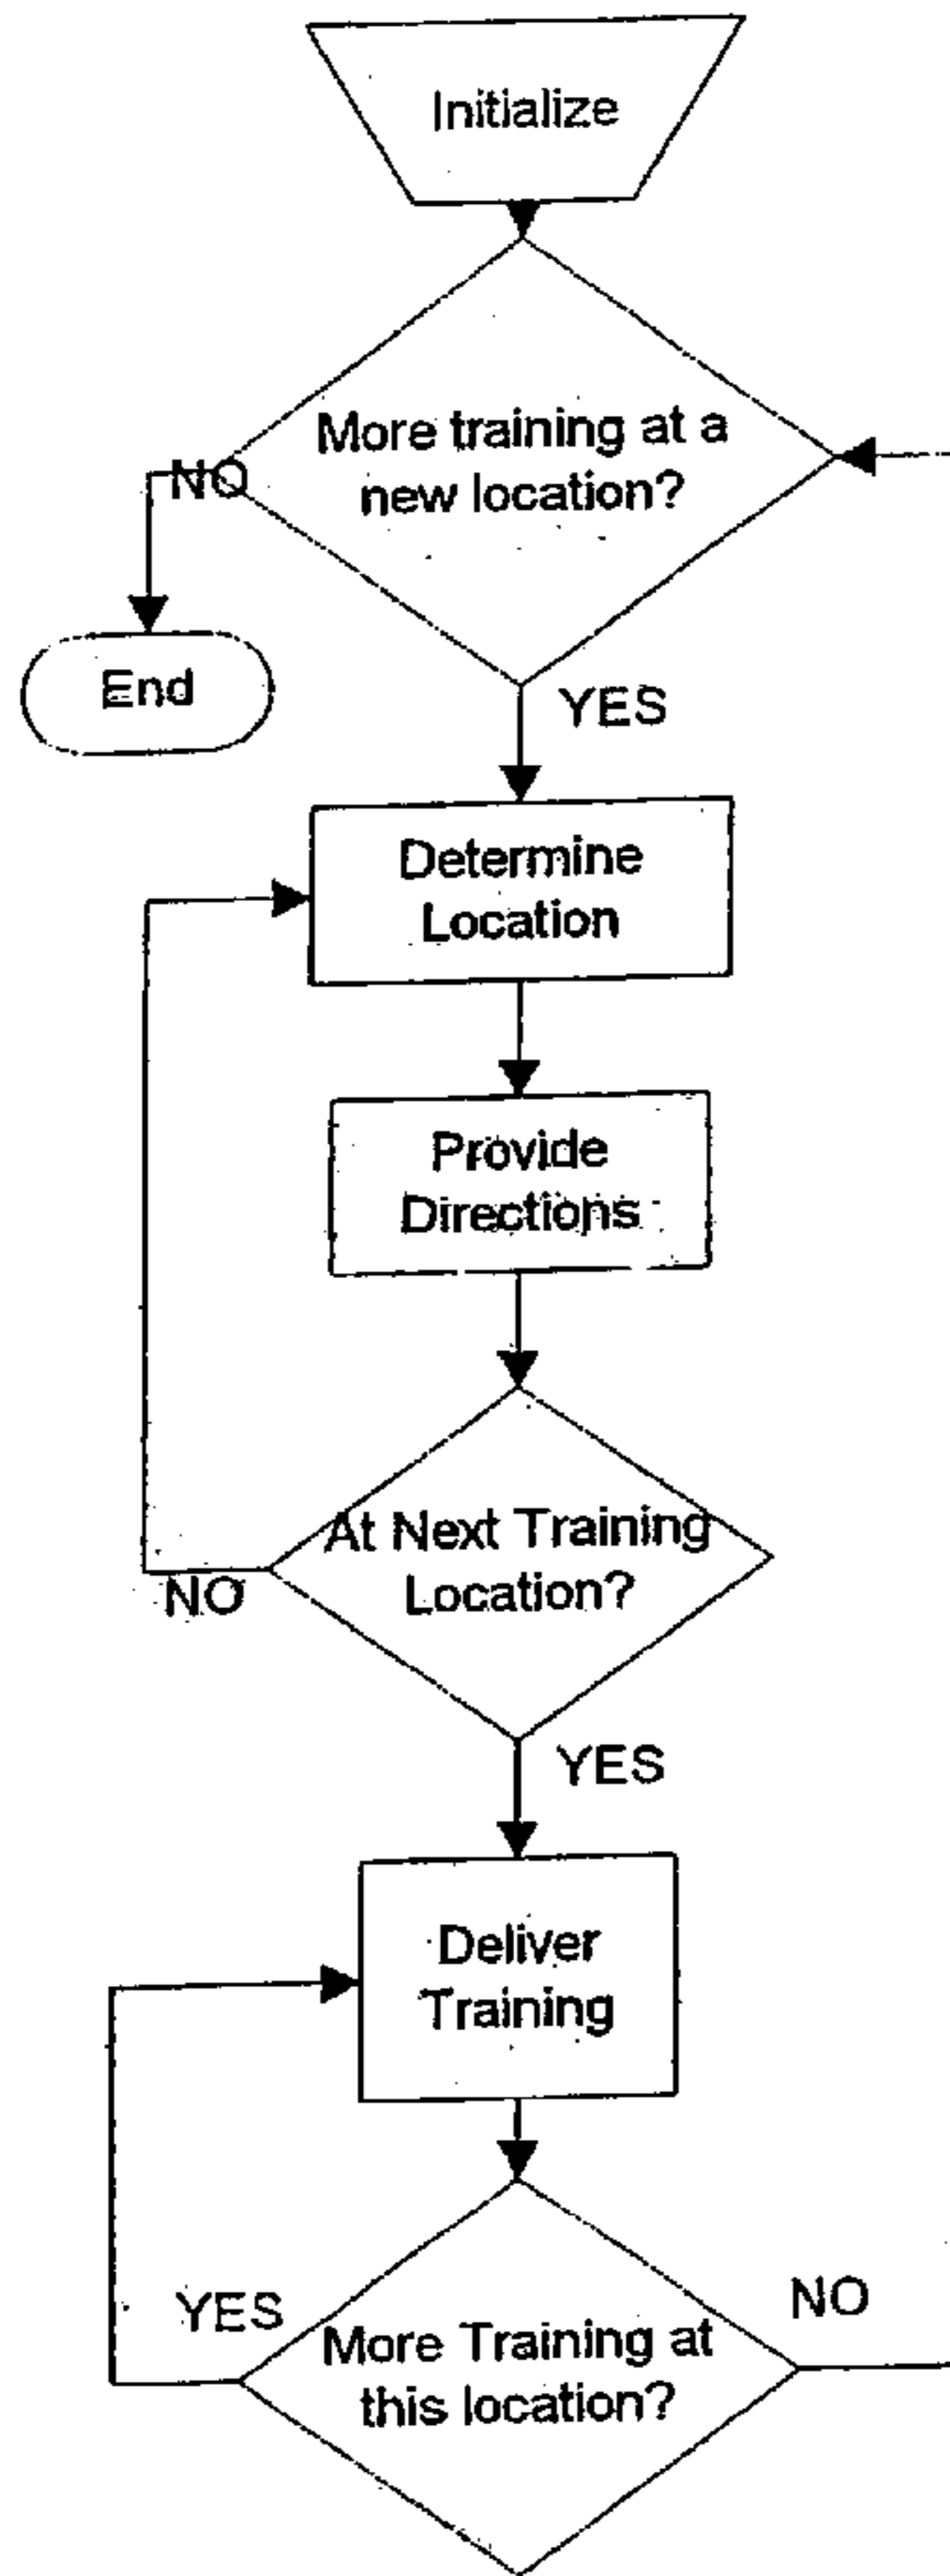 Initialize
More training at a
new location?
NO
End
YES
Determine
Location
Provide
Directions
At Next Training
Location?
NO
YES
Deliver
Training
YES
NO
More Training at
this location?